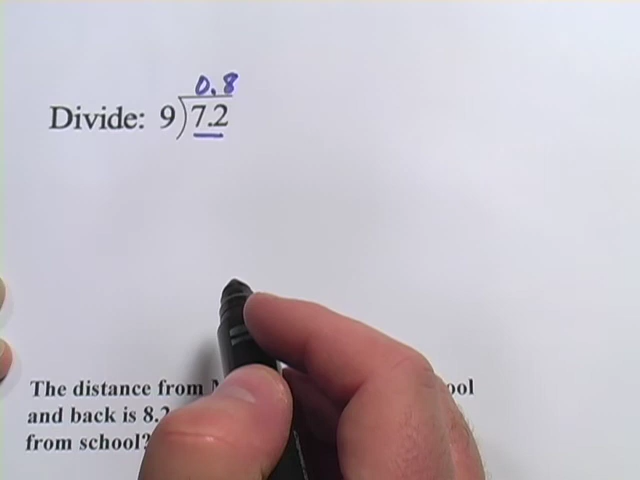 0.8
Divide: 9)7.2
The distance from ool
and back is 8.2
from school?